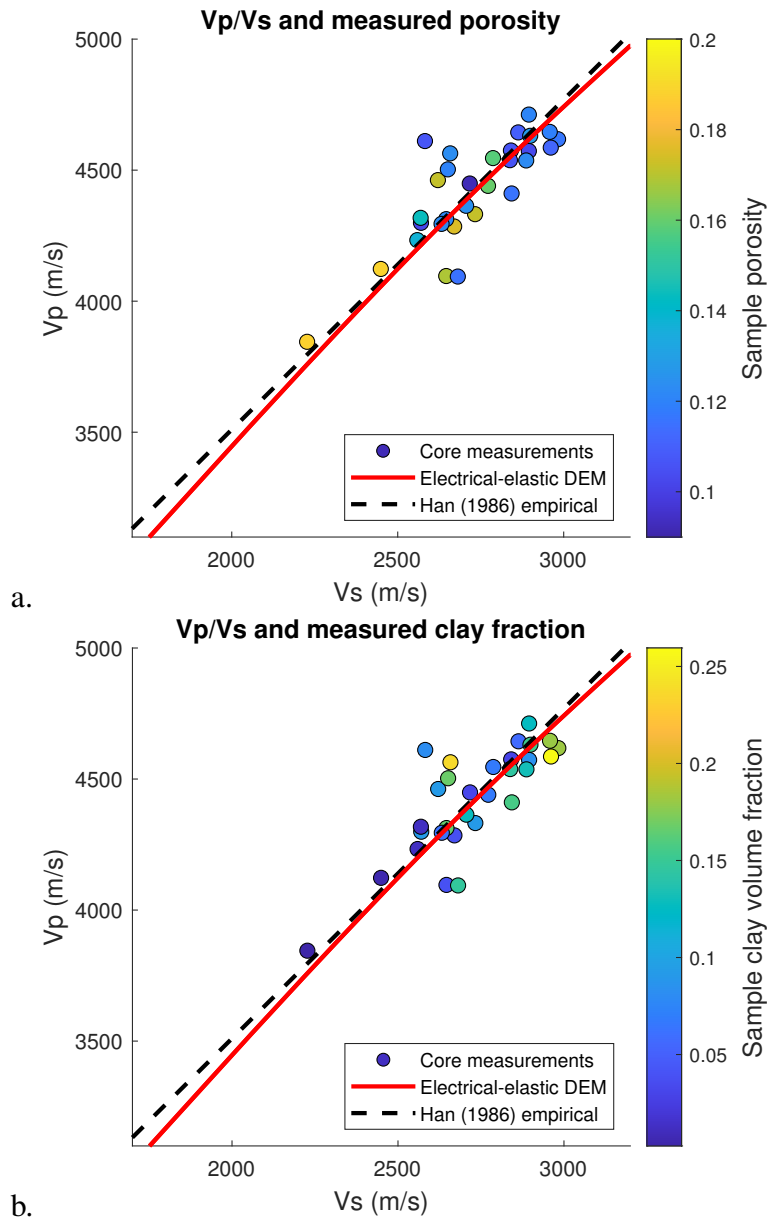 Vp/Vs and measured porosity
5000
4500
4000
3500
Vp (m/s)
2000
2500
3000
Vs (m/s)
Core measurements
Electrical-elastic DEM
Han (1986) empirical
0.2
0.18
0.16
0.14
0.12
0.1
Sample porosity
a.
Vp/Vs and measured clay fraction
5000
4500
4000
3500
Vp (m/s)
2000
2500
3000
Vs (m/s)
Core measurements
Electrical-elastic DEM
Han (1986) empirical
0.25
0.2
0.15
0.1
0.05
Sample clay volume fraction
b.